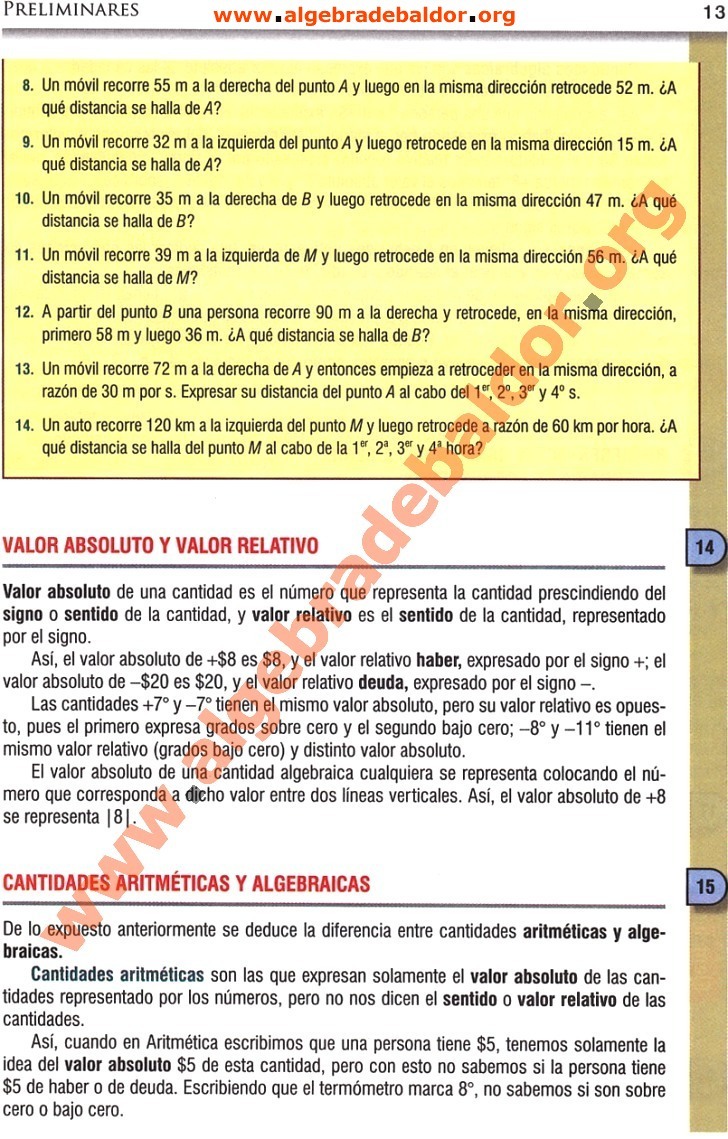 PRELIMINARES
www.algebradebaldor.org
13
8. Un móvil recorre 55 m a la derecha del punto A y luego en la misma dirección retrocede 52 m. ¿A
qué distancia se halla de A?
9. Un móvil recorre 32 m a la izquierda del punto A y luego retrocede en la misma dirección 15 m. ¿A
qué distancia se halla de A?
10. Un móvil recorre 35 m a la derecha de B y luego retrocede en la misma dirección 47 m. ¿A qué
distancia se halla de B?
11. Un móvil recorre 39 m a la izquierda de M y luego retrocede en la misma dirección 56 m. ¿A qué
distancia se halla de M?
12. A partir del punto B una persona recorre 90 m a la derecha y retrocede, en la misma dirección,
primero 58 m y luego 36 m. ¿A qué distancia se halla de B?
13. Un móvil recorre 72 m a la derecha de A y entonces empieza a retroceder en la misma dirección, a
razón de 30 m por s. Expresar su distancia del punto A al cabo del 1er, 2º, 3er y 4º s.
14. Un auto recorre 120 km a la izquierda del punto M y luego retrocede a razón de 60 km por hora. ¿A
qué distancia se halla del punto M al cabo de la 1er, 2ª, 3er y 4ª hora?
VALOR ABSOLUTO Y VALOR RELATIVO
14
Valor absoluto de una cantidad es el número que representa la cantidad prescindiendo del
signo o sentido de la cantidad, y valor relativo es el sentido de la cantidad, representado
por el signo.
Así, el valor absoluto de +$8 es $8, y el valor relativo haber, expresado por el signo +; el
valor absoluto de –$20 es $20, y el valor relativo deuda, expresado por el signo –.
Las cantidades +7° y –7° tienen el mismo valor absoluto, pero su valor relativo es opues-
to, pues el primero expresa grados sobre cero y el segundo bajo cero; –8° y –11° tienen el
mismo valor relativo (grados bajo cero) y distinto valor absoluto.
El valor absoluto de una cantidad algebraica cualquiera se representa colocando el nú-
mero que corresponda a dicho valor entre dos líneas verticales. Así, el valor absoluto de +8
se representa |8|.
CANTIDADES ARITMÉTICAS Y ALGEBRAICAS
15
De lo expuesto anteriormente se deduce la diferencia entre cantidades aritméticas y alge-
braicas.
Cantidades aritméticas son las que expresan solamente el valor absoluto de las can-
tidades representado por los números, pero no nos dicen el sentido o valor relativo de las
cantidades.
Así, cuando en Aritmética escribimos que una persona tiene $5, tenemos solamente la
idea del valor absoluto $5 de esta cantidad, pero con esto no sabemos si la persona tiene
$5 de haber o de deuda. Escribiendo que el termómetro marca 8°, no sabemos si son sobre
cero o bajo cero.
www.algebradebaldor.org